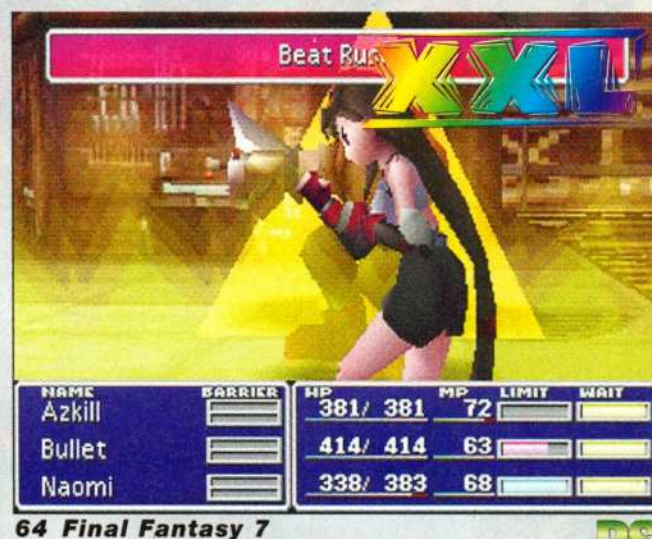 Beat
XXL
NAME BARRIER HP MP LIMIT WAIT
Azkill 381/ 381 72
Bullet 414/ 414 63
Naomi 338/ 383 68
64 Final Fantasy 7